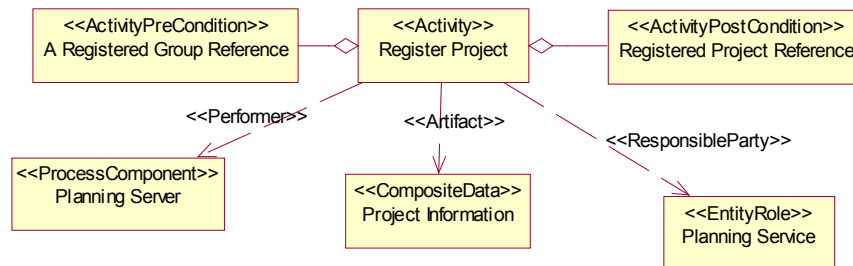 <<ActivityPreCondition>>
A Registered Group Reference
<<Activity>>
Register Project
<<ActivityPostCondition>>
Registered Project Reference
<<Performer>>
<<Artifact>>
<<ResponsibleParty>>
<<ProcessComponent>>
Planning Server
<<CompositeData>>
Project Information
<<EntityRole>>
Planning Service